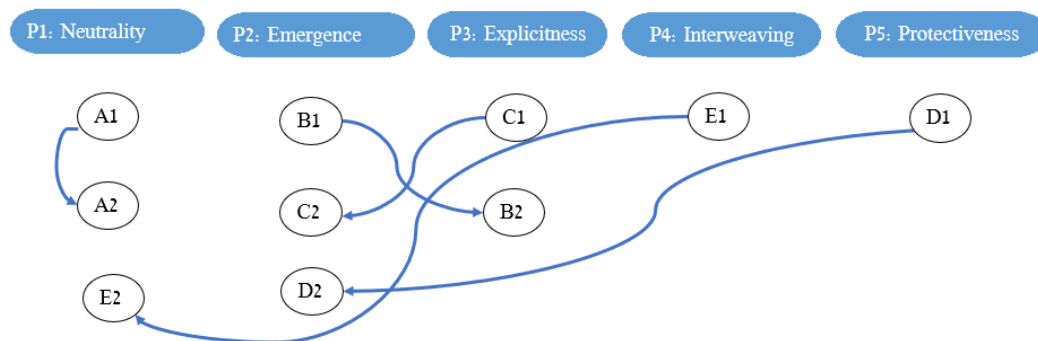 P1: Neutrality
P2: Emergence
P3: Explicitness
P4: Interweaving
P5: Protectiveness
A1
B1
C1
E1
D1
A2
C2
B2
E2
D2